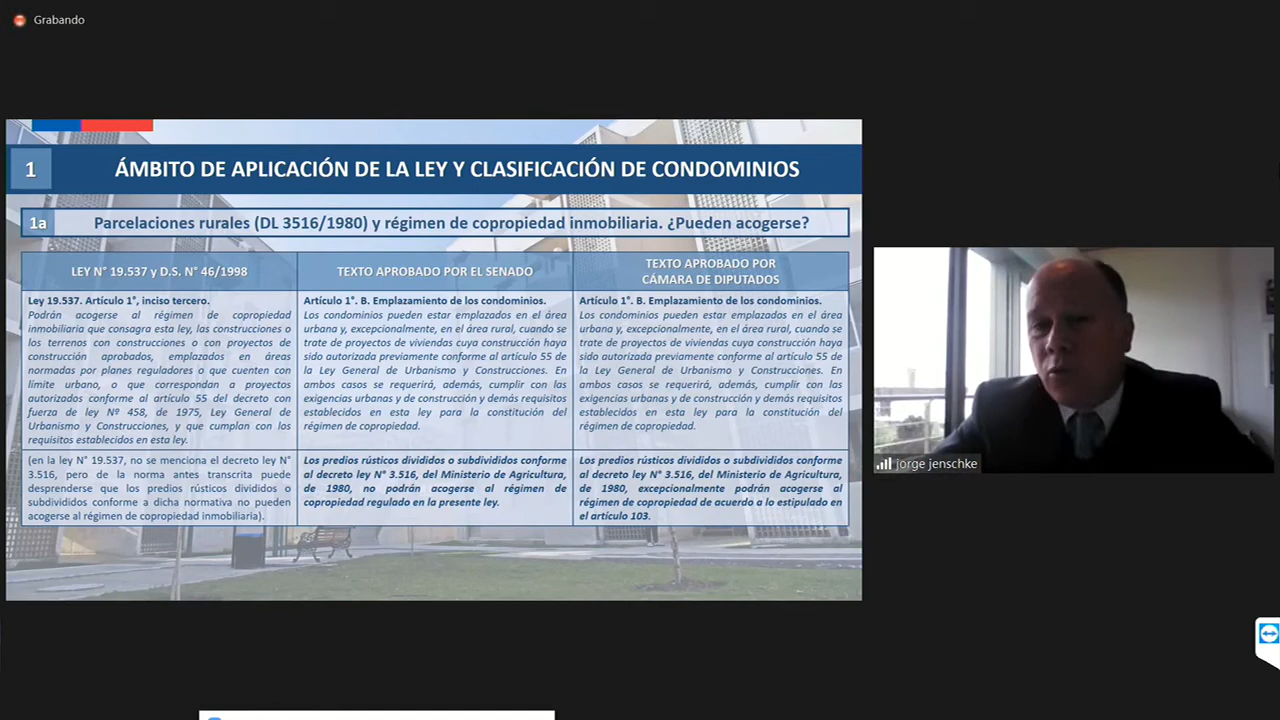 Grabando
1
ÁMBITO DE APLICACIÓN DE LA LEY Y CLASIFICACIÓN DE CONDOMINIOS
1a
Parcelaciones rurales (DL 3516/1980) y régimen de copropiedad inmobiliaria. ¿Pueden acogerse?
LEY N° 19.537 y D.S. N° 46/1998
TEXTO APROBADO POR EL SENADO
TEXTO APROBADO POR
CÁMARA DE DIPUTADOS
Ley 19.537. Artículo 1°, inciso tercero.
Podrán acogerse al régimen de copropiedad
inmobiliaria que consagra esta ley, las construcciones o
los terrenos con construcciones o con proyectos de
construcción aprobados, emplazados en áreas
normadas por planes reguladores o que cuenten con
límite urbano, o que correspondan a proyectos
autorizados conforme al artículo 55 del decreto con
fuerza de ley Nº 458, de 1975, Ley General de
Urbanismo y Construcciones, y que cumplan con los
requisitos establecidos en esta ley.
Artículo 1°. B. Emplazamiento de los condominios.
Los condominios pueden estar emplazados en el área
urbana y, excepcionalmente, en el área rural, cuando se
trate de proyectos de viviendas cuya construcción haya
sido autorizada previamente conforme al artículo 55 de
la Ley General de Urbanismo y Construcciones. En
ambos casos se requerirá, además, cumplir con las
exigencias urbanas y de construcción y demás requisitos
establecidos en esta ley para la constitución del
régimen de copropiedad.
Artículo 1°. B. Emplazamiento de los condominios.
Los condominios pueden estar emplazados en el área
urbana y, excepcionalmente, en el área rural, cuando se
trate de proyectos de viviendas cuya construcción haya
sido autorizada previamente conforme al artículo 55 de
la Ley General de Urbanismo y Construcciones. En
ambos casos se requerirá, además, cumplir con las
exigencias urbanas y de construcción y demás requisitos
establecidos en esta ley para la constitución del
régimen de copropiedad.
(en la ley N° 19.537, no se menciona el decreto ley N°
3.516, pero de la norma antes transcrita puede
desprenderse que los predios rústicos divididos o
subdivididos conforme a dicha normativa no pueden
acogerse al régimen de copropiedad inmobiliaria).
Los predios rústicos divididos o subdivididos conforme
al decreto ley N° 3.516, del Ministerio de Agricultura,
de 1980, no podrán acogerse al régimen de
copropiedad regulado en la presente ley.
Los predios rústicos divididos o subdivididos conforme
al decreto ley N° 3.516, del Ministerio de Agricultura,
de 1980, excepcionalmente podrán acogerse al
régimen de copropiedad de acuerdo a lo estipulado en
el artículo 103.
jorge jenschke